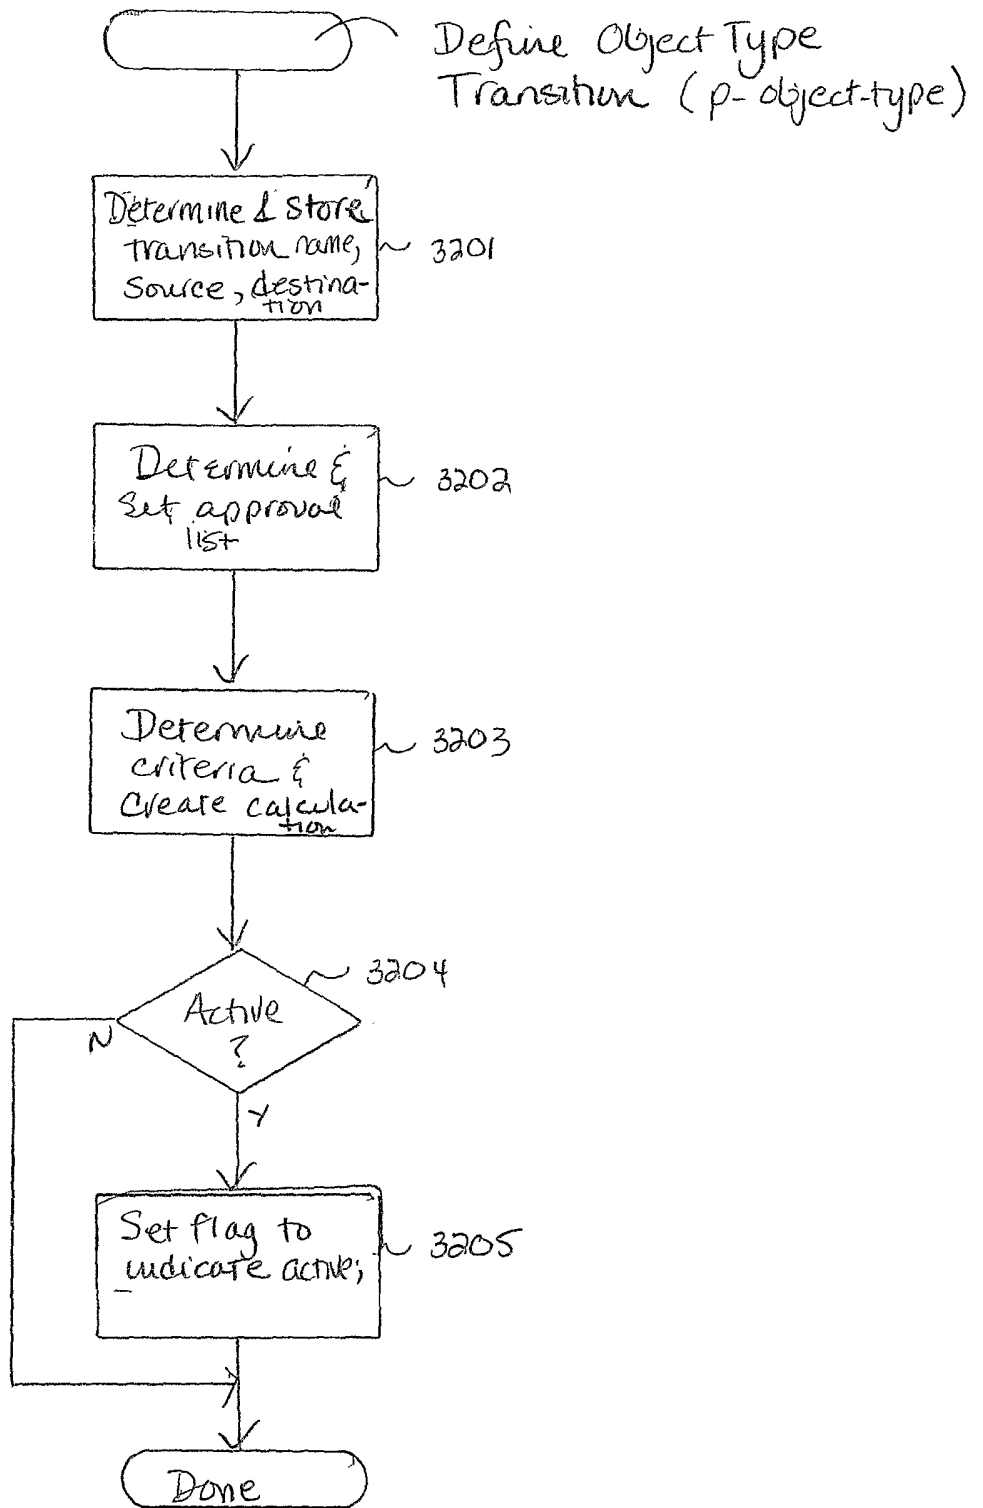 Define Object Type
Transition (p-object-type)
Determine & Store
transition name,
source, destina-
tion
3201
Determine &
Set approval
list
3202
Determine
criteria &
Create calcula-
tion
3203
3204
Active
?
N
Y
Set flag to
indicate active;
3205
Done